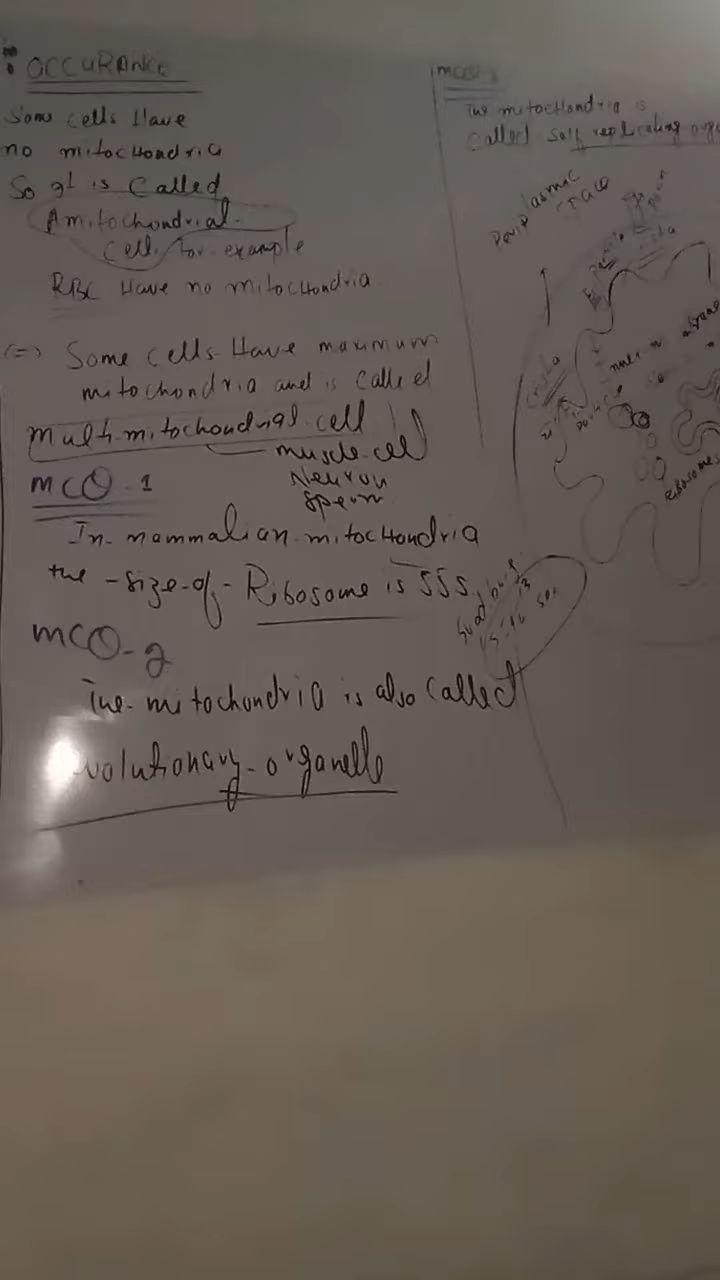 OCCURANCE
Some cells Have
no mitocHondria
So It is Called
Amitochondrial
Cell, for example
RBC Have no mitocHondria.
(=) Some cells Have maximum
mitochondria and is called
multimitochondrial cell
muscle cell
Neuron
Sperm
MCQ-1
In mammalian mitocHondria
the size of Ribosome is 55S.
MCQ-2
The mitochondria is also called
evolutionary organelle
The mitocHondria is
Called Self replicating
Periplasmic
space
Crista
ribosomes